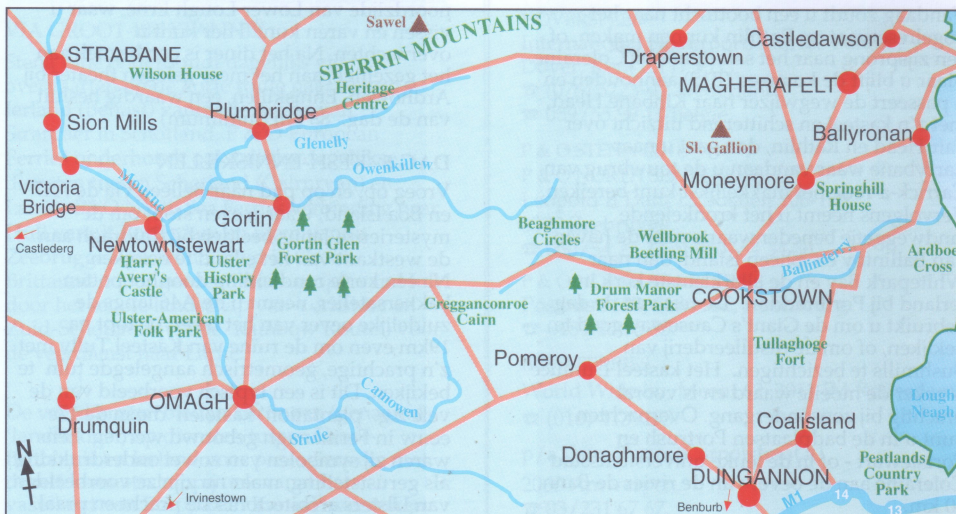 Sawel
SPERRIN MOUNTAINS
STRABANE
Wilson House
Heritage
Centre
Draperstown
Castledawson
MAGHERAFELT
Sion Mills
Plumbridge
Glenelly
Owenkillew
Sl. Gallion
Ballyronan
Victoria
Bridge
Mourne
Gortin
Moneymore
Springhill
House
Castlederg
Newtownstewart
Gortin Glen
Forest Park
Beaghmore
Circles
Wellbrook
Beetling Mill
Ballinderry
Ardboe
Cross
Harry
Avery's
Castle
Ulster
History
Park
Ulster-American
Folk Park
Cregganconroe
Cairn
Drum Manor
Forest Park
COOKSTOWN
Tullaghoge
Fort
Pomeroy
OMAGH
Camowen
Strule
Drumquin
Lough
Neagh
Coalisland
Donaghmore
Peatlands
Country
Park
N
Irvinestown
DUNGANNON
Benburb
M1
14
13